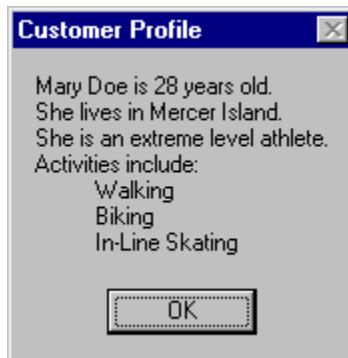 Customer Profile
Mary Doe is 28 years old.
She lives in Mercer Island.
She is an extreme level athlete.
Activities include:
Walking
Biking
In-Line Skating
OK